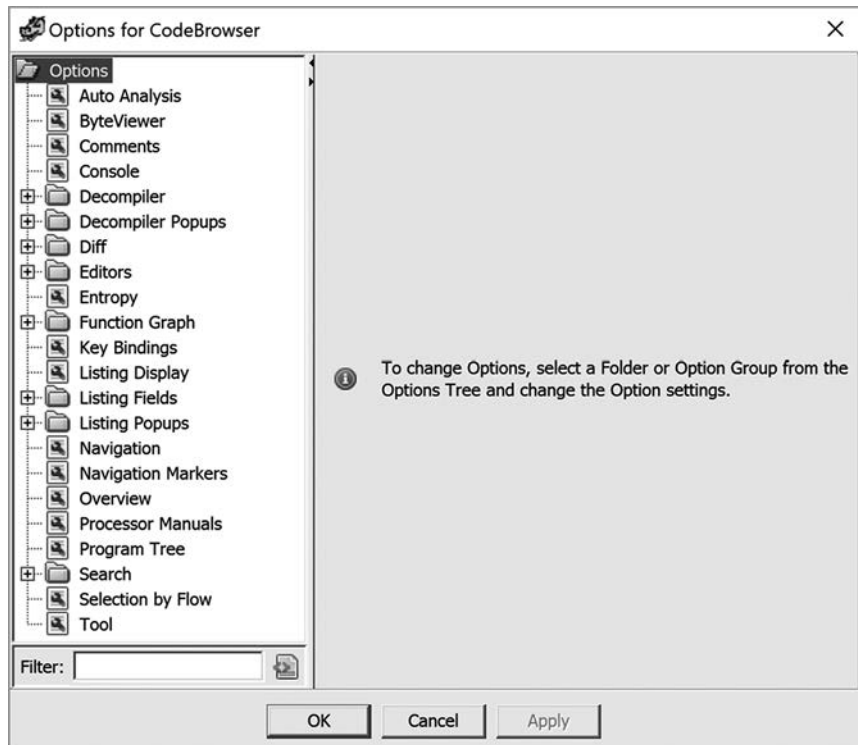 Options for CodeBrowser
Options
Auto Analysis
ByteViewer
Comments
Console
Decompiler
Decompiler Popups
Diff
Editors
Entropy
Function Graph
Key Bindings
Listing Display
Listing Fields
Listing Popups
Navigation
Navigation Markers
Overview
Processor Manuals
Program Tree
Search
Selection by Flow
Tool
Filter:
To change Options, select a Folder or Option Group from the
Options Tree and change the Option settings.
OK
Cancel
Apply